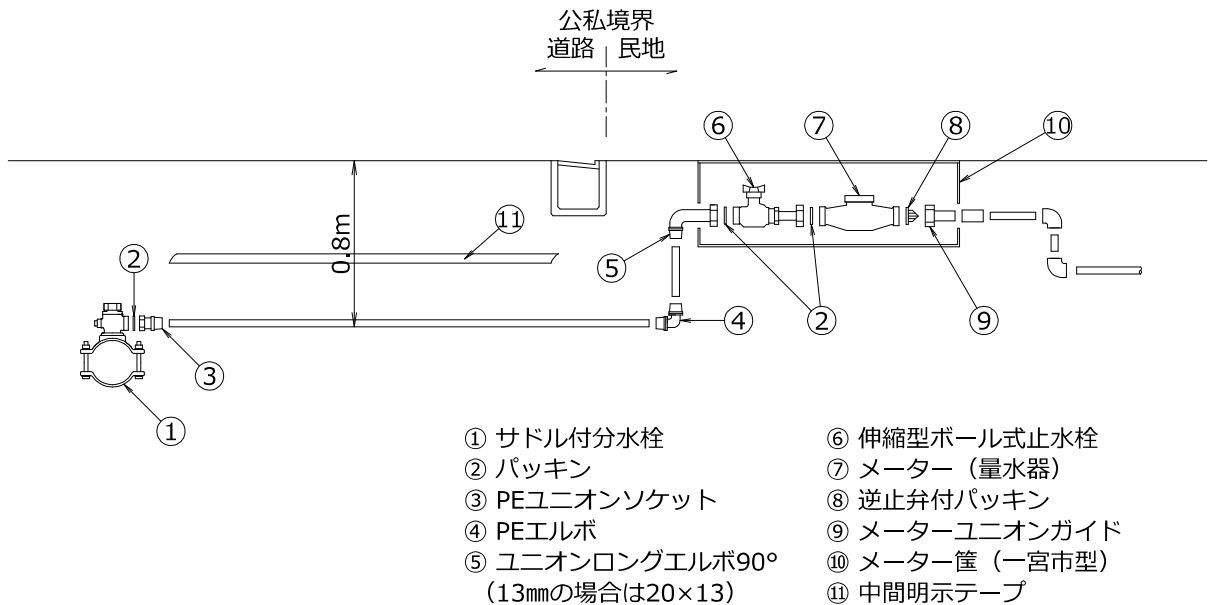 公私境界
道路 民地
⑥
⑦
⑧
⑩
⑪
0.8m
②
⑤
③
④
②
⑨
①
① サドル付分水栓
② パッキン
③ PEユニオンソケット
④ PEエルボ
⑤ ユニオンロングエルボ90°
（13㎜の場合は20×13）
⑥ 伸縮型ボール式止水栓
⑦ メーター（量水器）
⑧ 逆止弁付パッキン
⑨ メーターユニオンガイド
⑩ メーター筐（一宮市型）
⑪ 中間明示テープ